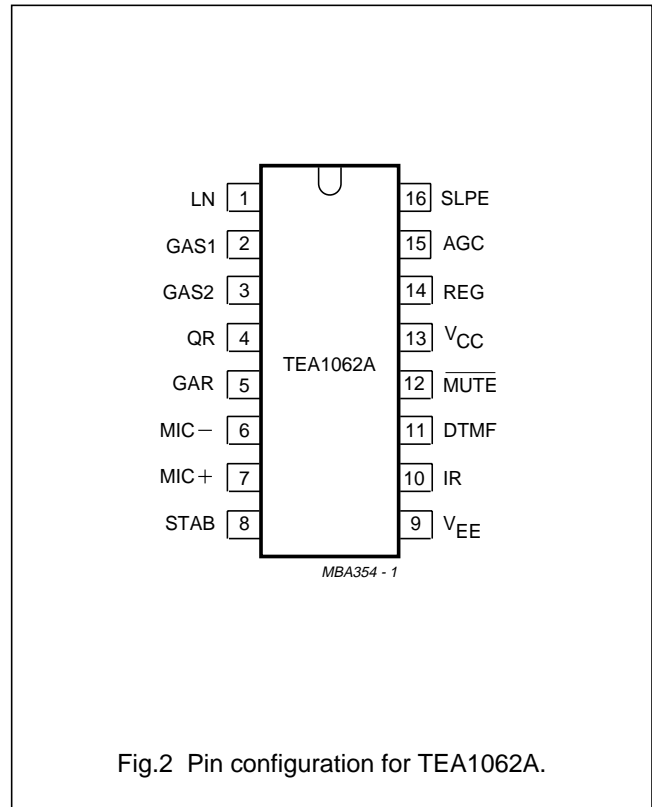 LN 1 16 SLPE
GAS1 2 15 AGC
GAS2 3 14 REG
QR 4 13 VCC
TEA1062A
GAR 5 12 MUTE
MIC− 6 11 DTMF
MIC+ 7 10 IR
STAB 8 9 VEE
MBA354 - 1
Fig.2 Pin configuration for TEA1062A.